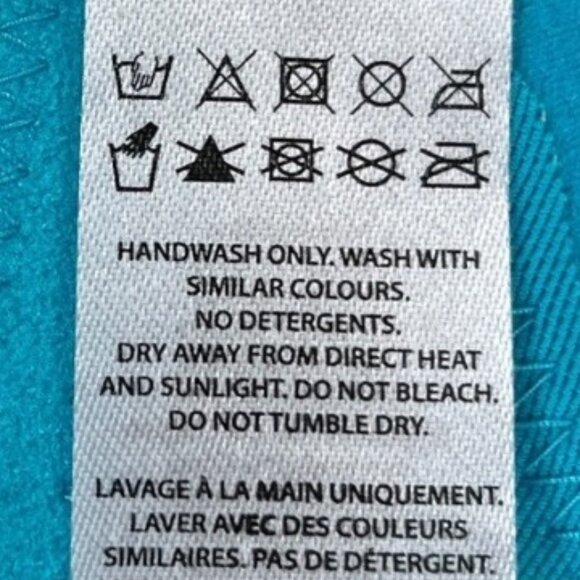 HANDWASH ONLY. WASH WITH
SIMILAR COLOURS.
NO DETERGENTS.
DRY AWAY FROM DIRECT HEAT
AND SUNLIGHT. DO NOT BLEACH.
DO NOT TUMBLE DRY.
LAVAGE À LA MAIN UNIQUEMENT.
LAVER AVEC DES COULEURS
SIMILAIRES. PAS DE DÉTERGENT.